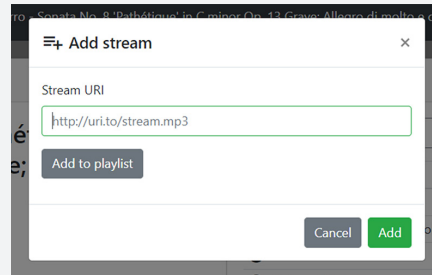 rro - Sonata No. 8 'Pathétique' in C minor Op. 13 Grave; Allegro di molto e c
Add stream
×
Stream URI
http://uri.to/stream.mp3
Add to playlist
Cancel
Add